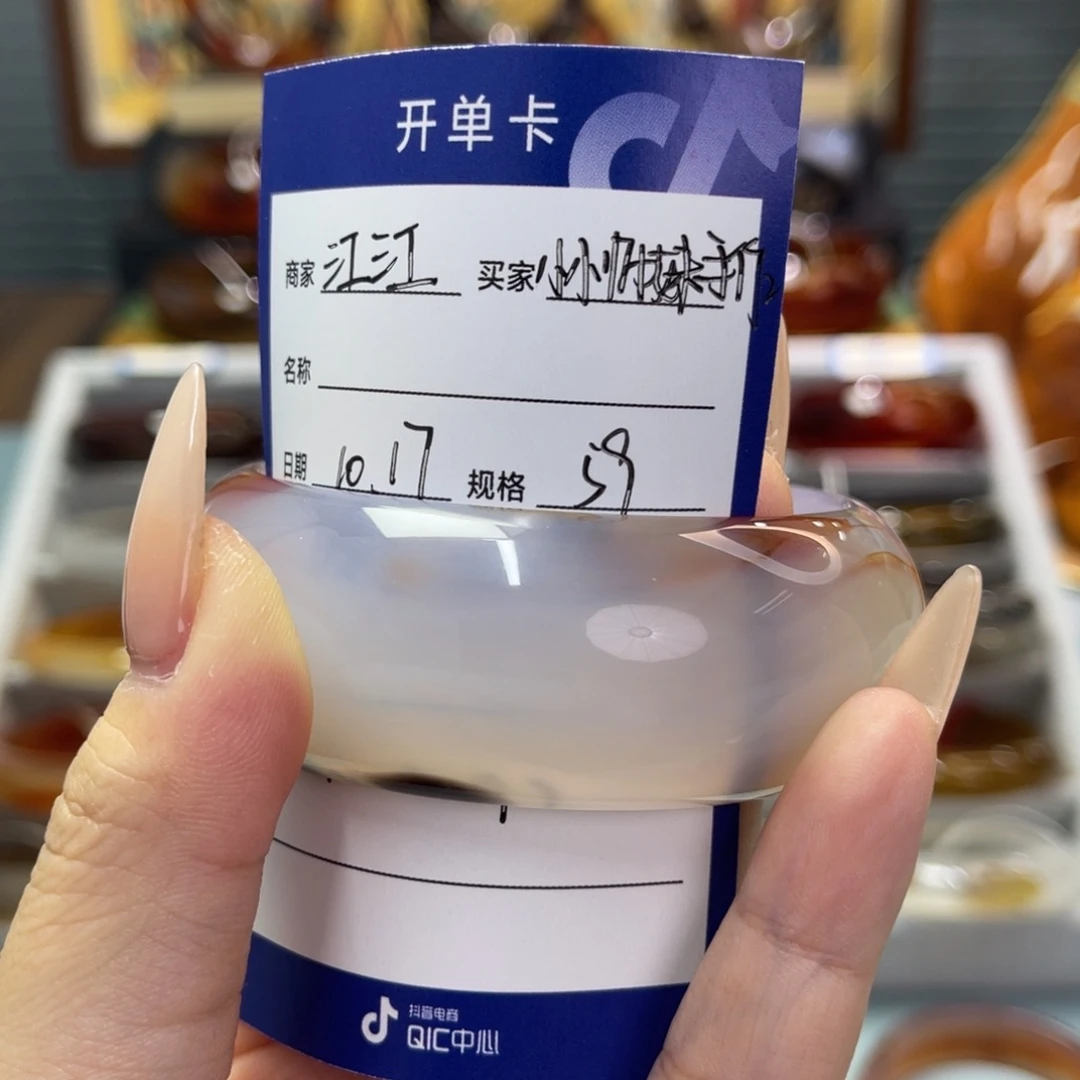 开单卡
商家 江江 买家
名称
日期 10.17 规格 59
抖音电商
QIC中心